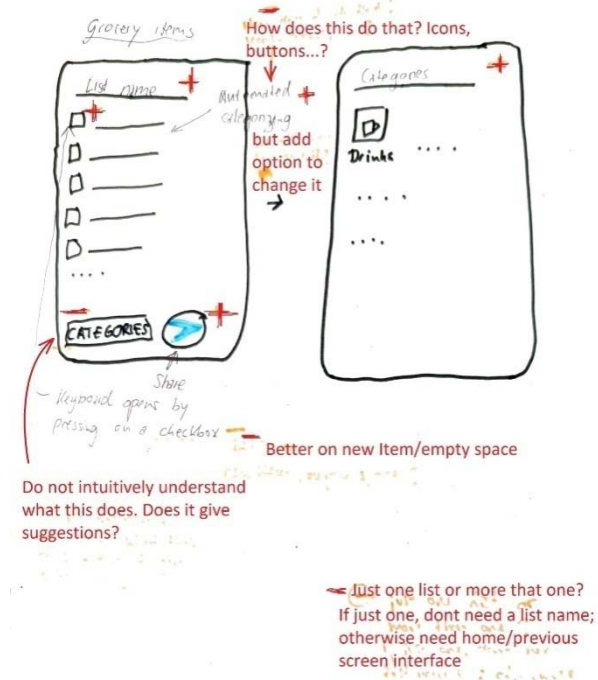 Grocery items
How does this do that? Icons,
buttons...?
List name
Automated
categorizing
but add
option to
change it
CATEGORIES
Share
- Keyboard opens by
pressing on a checkbox
Categories
Drinks
Better on new Item/empty space
Do not intuitively understand
what this does. Does it give
suggestions?
Just one list or more that one?
If just one, dont need a list name;
otherwise need home/previous
screen interface